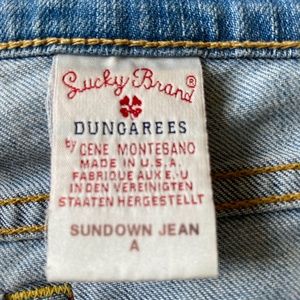 Lucky Brand®
DUNGAREES
by GENE MONTESANO
MADE IN U.S.A.
FABRIQUE AUX E.-U
IN DEN VEREINIGTEN
STAATEN HERGESTELLT
SUNDOWN JEAN
A